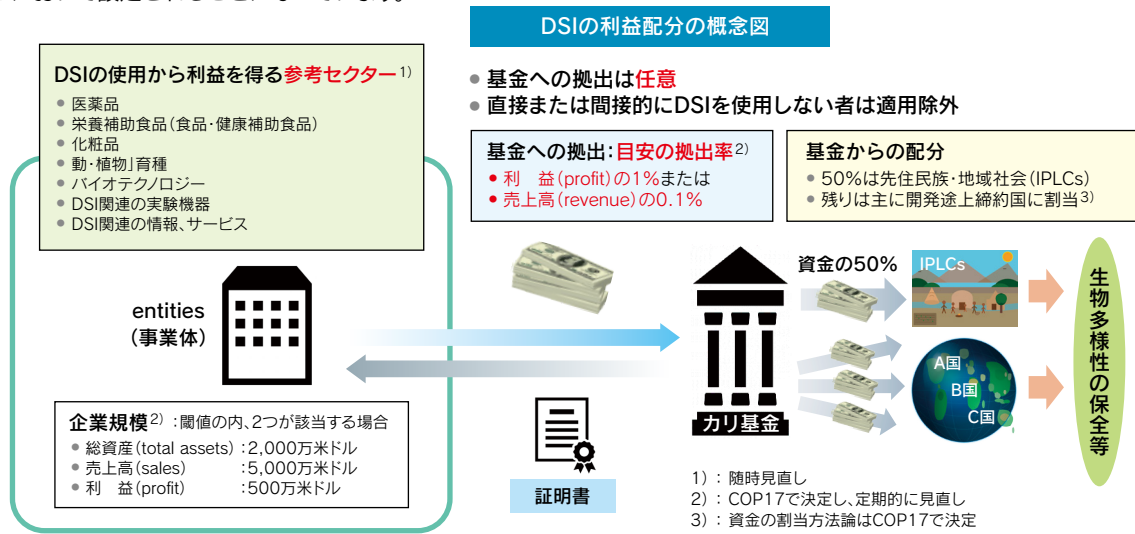 DSIの利益配分の概念図
DSIの使用から利益を得る参考セクター1)
● 医薬品
● 栄養補助食品(食品・健康補助食品)
● 化粧品
● 動・植物」育種
● バイオテクノロジー
● DSI関連の実験機器
● DSI関連の情報、サービス
● 基金への拠出は任意
● 直接または間接的にDSIを使用しない者は適用除外
基金への拠出:目安の拠出率2)
● 利 益(profit)の1%または
● 売上高(revenue)の0.1%
基金からの配分
● 50%は先住民族・地域社会(IPLCs)
● 残りは主に開発途上締約国に割当3)
entities
(事業体)
カリ基金
資金の50%
IPLCs
A国
B国
C国
生物多様性の保全等
企業規模2) :閾値の内、2つが該当する場合
● 総資産(total assets) :2,000万米ドル
● 売上高(sales) :5,000万米ドル
● 利 益(profit) :500万米ドル
証明書
1) : 随時見直し
2) : COP17で決定し、定期的に見直し
3) : 資金の割当方法論はCOP17で決定